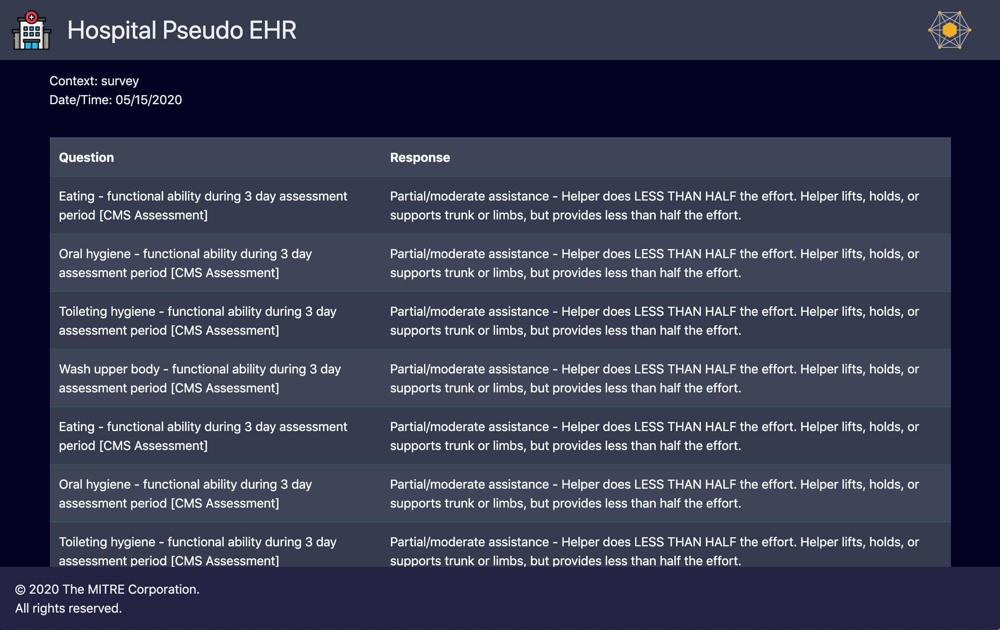 Hospital Pseudo EHR
Context: survey
Date/Time: 05/15/2020
Question
Response
Eating - functional ability during 3 day assessment
period [CMS Assessment]
Partial/moderate assistance - Helper does LESS THAN HALF the effort. Helper lifts, holds, or
supports trunk or limbs, but provides less than half the effort.
Oral hygiene - functional ability during 3 day
assessment period [CMS Assessment]
Partial/moderate assistance - Helper does LESS THAN HALF the effort. Helper lifts, holds, or
supports trunk or limbs, but provides less than half the effort.
Toileting hygiene - functional ability during 3 day
assessment period [CMS Assessment]
Partial/moderate assistance - Helper does LESS THAN HALF the effort. Helper lifts, holds, or
supports trunk or limbs, but provides less than half the effort.
Wash upper body - functional ability during 3 day
assessment period [CMS Assessment]
Partial/moderate assistance - Helper does LESS THAN HALF the effort. Helper lifts, holds, or
supports trunk or limbs, but provides less than half the effort.
Eating - functional ability during 3 day assessment
period [CMS Assessment]
Partial/moderate assistance - Helper does LESS THAN HALF the effort. Helper lifts, holds, or
supports trunk or limbs, but provides less than half the effort.
Oral hygiene - functional ability during 3 day
assessment period [CMS Assessment]
Partial/moderate assistance - Helper does LESS THAN HALF the effort. Helper lifts, holds, or
supports trunk or limbs, but provides less than half the effort.
Toileting hygiene - functional ability during 3 day
assessment period [CMS Assessment]
Partial/moderate assistance - Helper does LESS THAN HALF the effort. Helper lifts, holds, or
supports trunk or limbs, but provides less than half the effort.
© 2020 The MITRE Corporation.
All rights reserved.